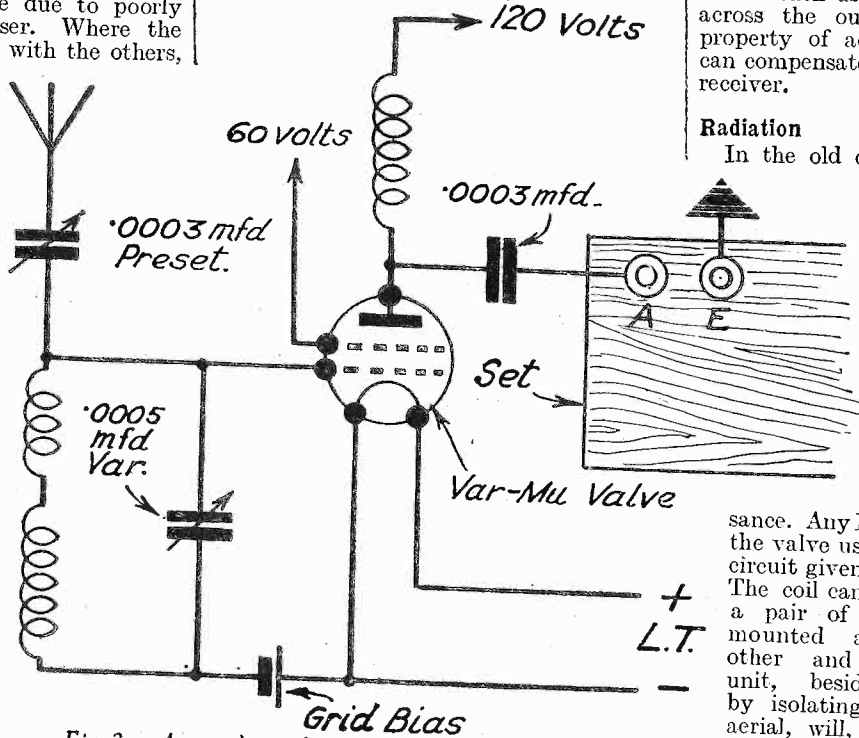 e due to poorly
ser. Where the
with the others,
across the ou
property of a
can compensate
receiver.
Radiation
In the old
120 Volts
60 volts
.0003 mfd
.0003 mfd
Preset.
A E
Set
.0005
mfd
Var.
Var-Mu Valve
+
L.T.
-
Grid Bias
sance. Any
the valve us
circuit given
The coil can
a pair of
mounted a
other and
unit, besid
by isolating
aerial, will,